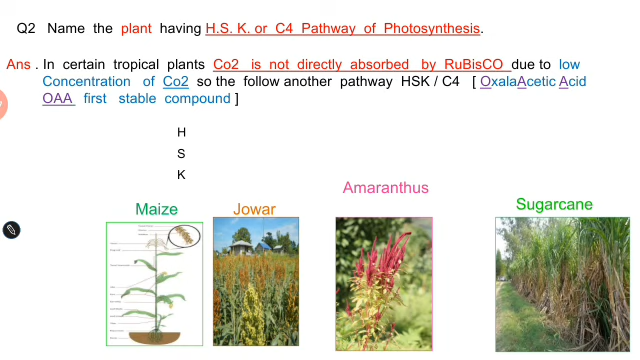 Q2 Name the plant having H.S. K. or C4 Pathway of Photosynthesis.
Ans . In certain tropical plants Co2 is not directly absorbed by RuBisCO due to low
Concentration of Co2 so the follow another pathway HSK / C4 [ OxalaAcetic Acid
OAA first stable compound ]
H
S
K
Amaranthus
Maize Jowar Sugarcane